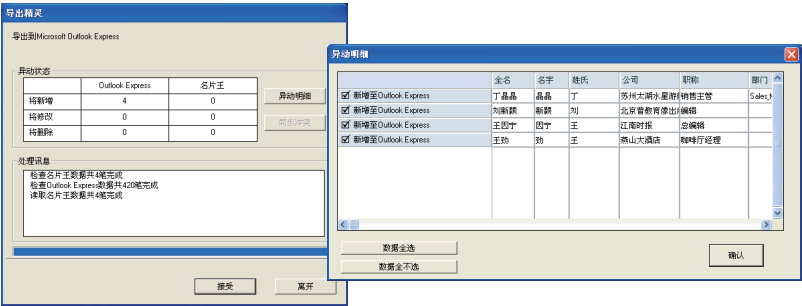 导出精灵
导出到Microsoft Outlook Express
异动状态
Outlook Express 名片王
将新增 4 0
将修改 0 0
将删除 0 0
异动明细
同步冲突
处理讯息
检查名片王数据共4笔完成
检查Outlook Express数据共420笔完成
读取名片王数据共4笔完成
接受 离开
异动明细
全名 名字 姓氏 公司 职称 部门
新增至Outlook Express 丁晶晶 晶晶 丁 苏州太湖水星游 销售主管 Sales,M
新增至Outlook Express 刘新颖 新颖 刘 北京曾教育像出 编辑
新增至Outlook Express 王因宁 因宁 王 江南时报 总编辑
新增至Outlook Express 王劲 劲 王 燕山大酒店 咖啡厅经理
数据全选
数据全不选
确认